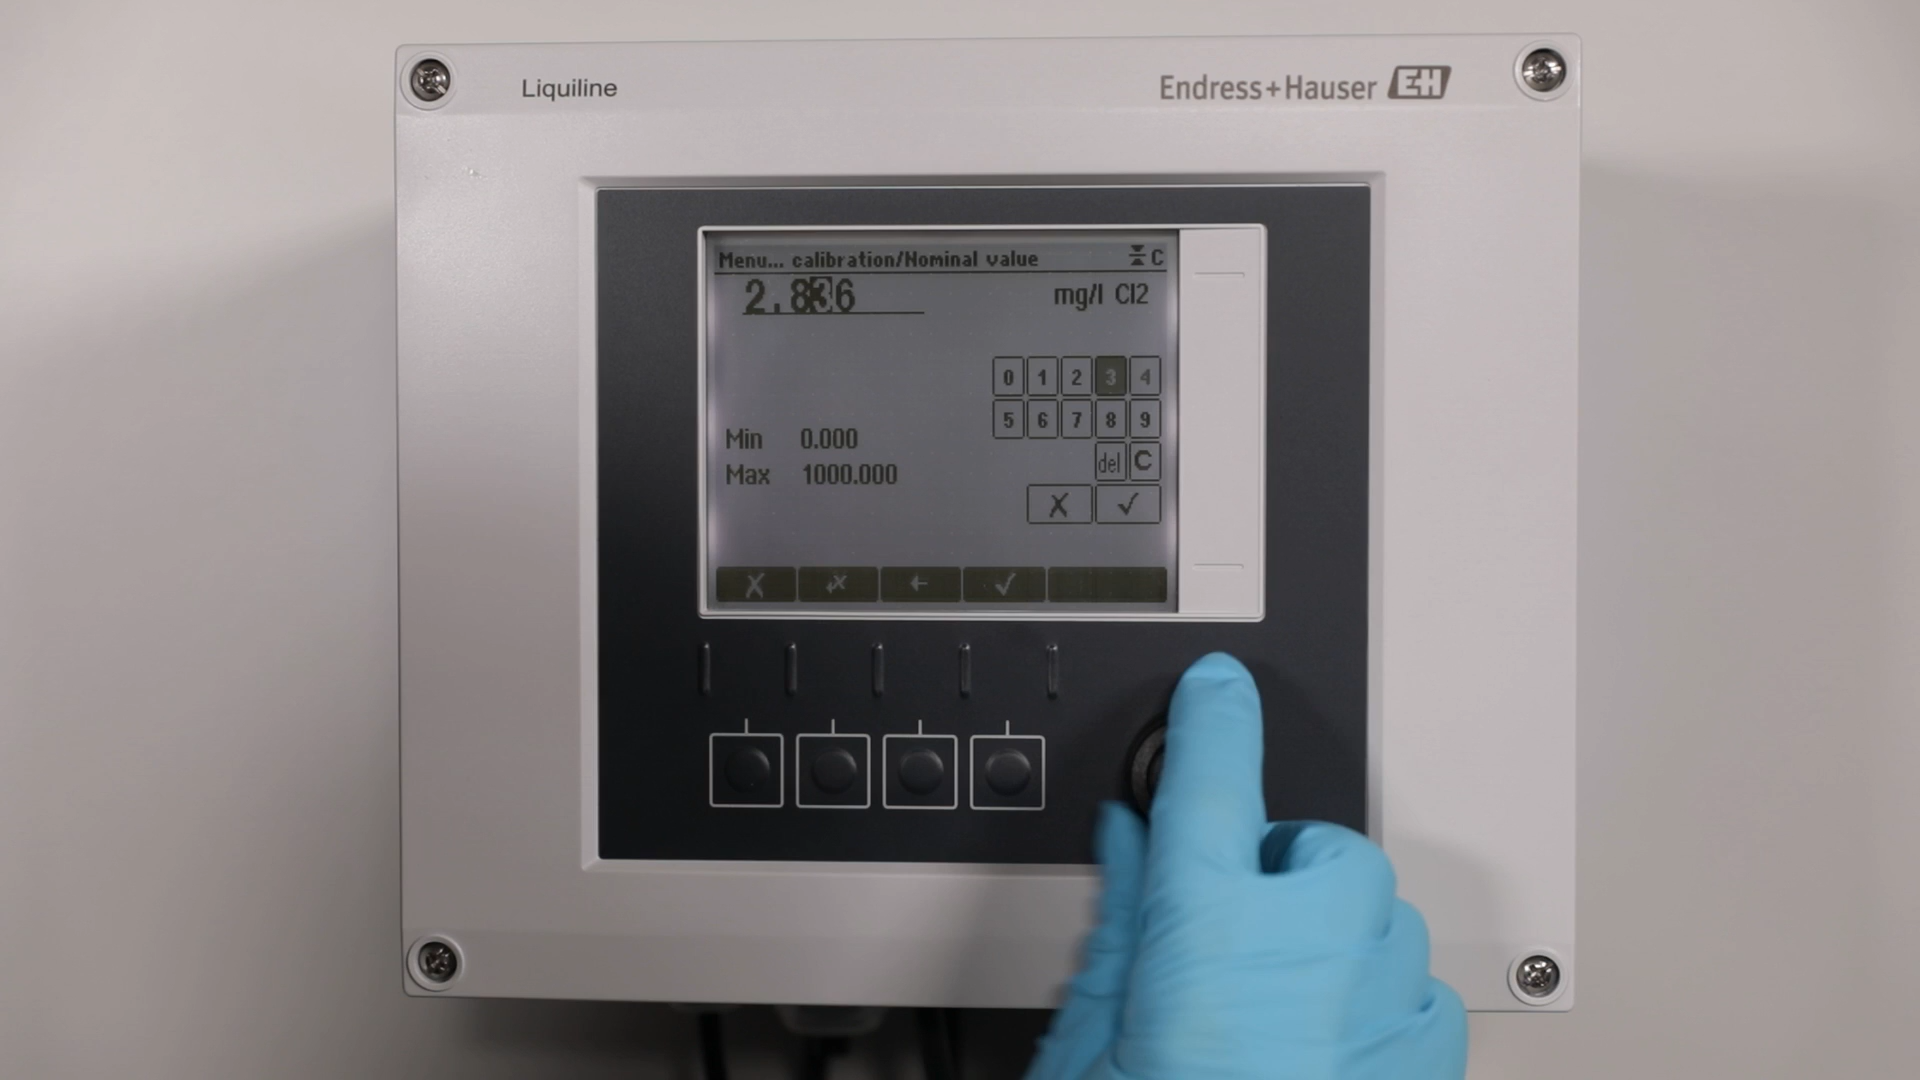 Liquiline
Endress+Hauser EH
Menu... calibration/Nominal value C
2.836 mg/l Cl2
0 1 2 3 4
5 6 7 8 9
Min 0.000
del C
Max 1000.000
X ✓
X ↲X ← ✓